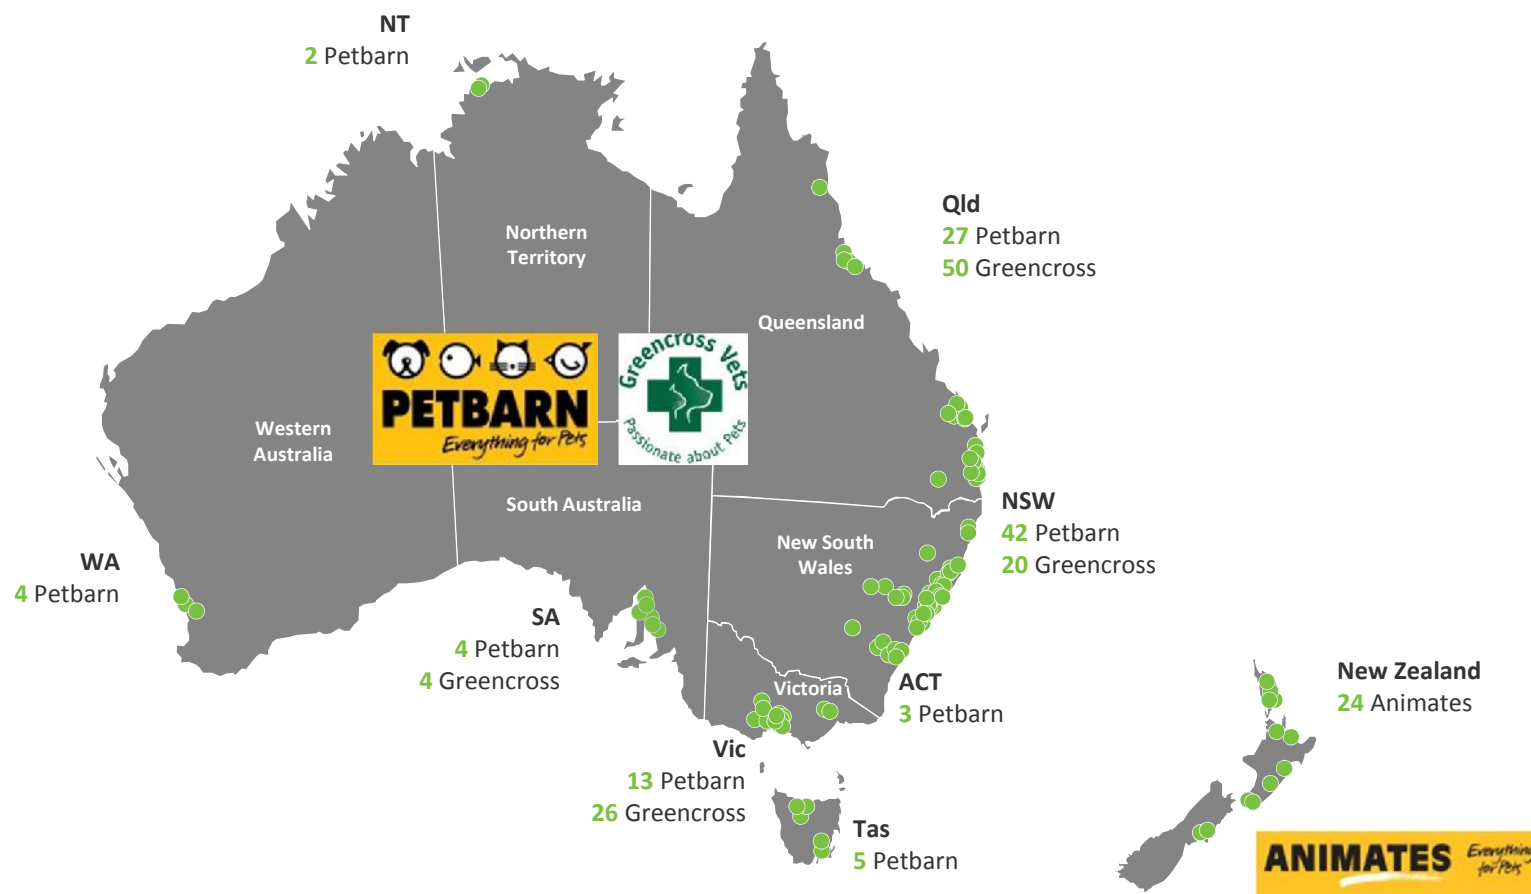 NT
2 Petbarn
Northern
Territory
Qld
27 Petbarn
50 Greencross
Queensland
PETBARN
Everything for Pets
Greencross Vets
Passionate about Pets
Western
Australia
South Australia
NSW
42 Petbarn
20 Greencross
New South
Wales
WA
4 Petbarn
SA
4 Petbarn
4 Greencross
Victoria
ACT
3 Petbarn
New Zealand
24 Animates
Vic
13 Petbarn
26 Greencross
Tas
5 Petbarn
ANIMATES
Everything
for Pets